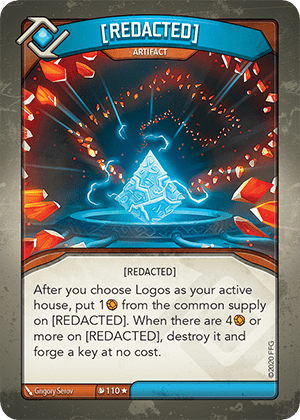 [REDACTED]
ARTIFACT
[REDACTED]
After you choose Logos as your active
house, put 1 from the common supply
on [REDACTED]. When there are 4 or
more on [REDACTED], destroy it and
forge a key at no cost.
Grigory Serov
110
©2020 FFG